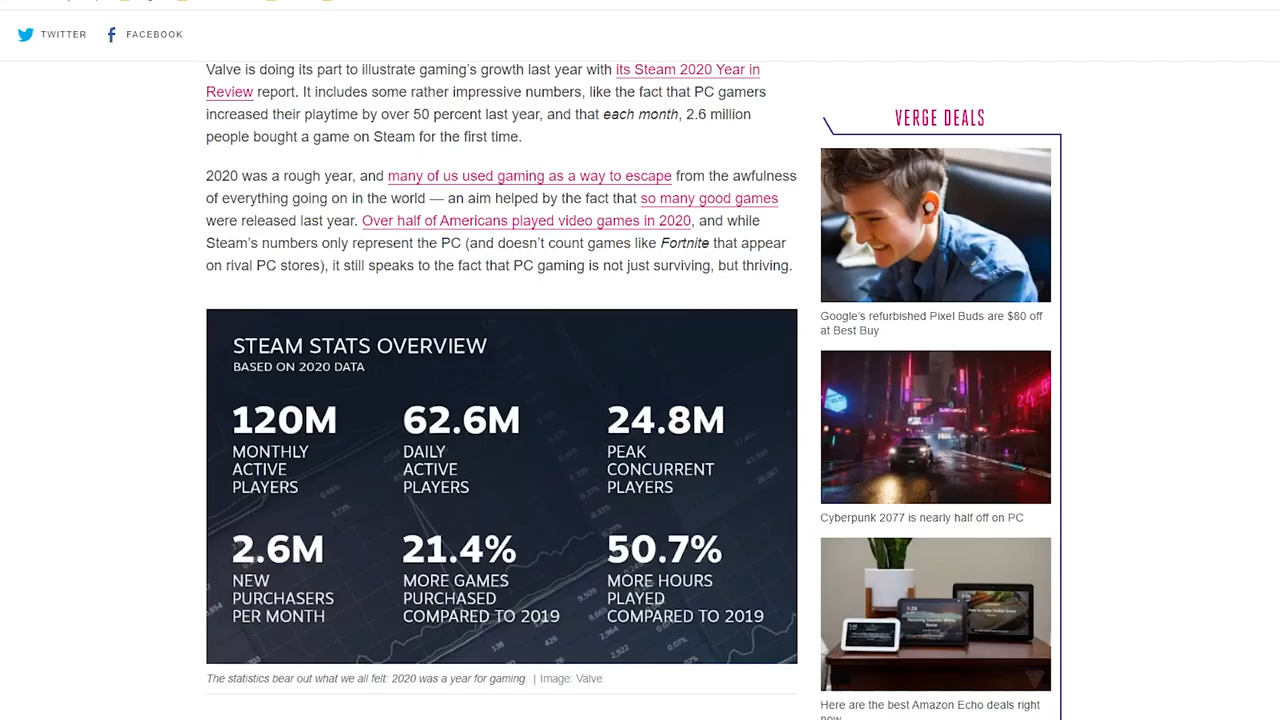 TWITTER FACEBOOK
Valve is doing its part to illustrate gaming’s growth last year with its Steam 2020 Year in
Review report. It includes some rather impressive numbers, like the fact that PC gamers
increased their playtime by over 50 percent last year, and that each month, 2.6 million
people bought a game on Steam for the first time.
2020 was a rough year, and many of us used gaming as a way to escape from the awfulness
of everything going on in the world — an aim helped by the fact that so many good games
were released last year. Over half of Americans played video games in 2020, and while
Steam’s numbers only represent the PC (and doesn’t count games like Fortnite that appear
on rival PC stores), it still speaks to the fact that PC gaming is not just surviving, but thriving.
STEAM STATS OVERVIEW
BASED ON 2020 DATA
120M
MONTHLY
ACTIVE
PLAYERS
62.6M
DAILY
ACTIVE
PLAYERS
24.8M
PEAK
CONCURRENT
PLAYERS
2.6M
NEW
PURCHASERS
PER MONTH
21.4%
MORE GAMES
PURCHASED
COMPARED TO 2019
50.7%
MORE HOURS
PLAYED
COMPARED TO 2019
The statistics bear out what we all felt: 2020 was a year for gaming. | Image: Valve
VERGE DEALS
Google’s refurbished Pixel Buds are $80 off
at Best Buy
Cyberpunk 2077 is nearly half off on PC
Here are the best Amazon Echo deals right
now